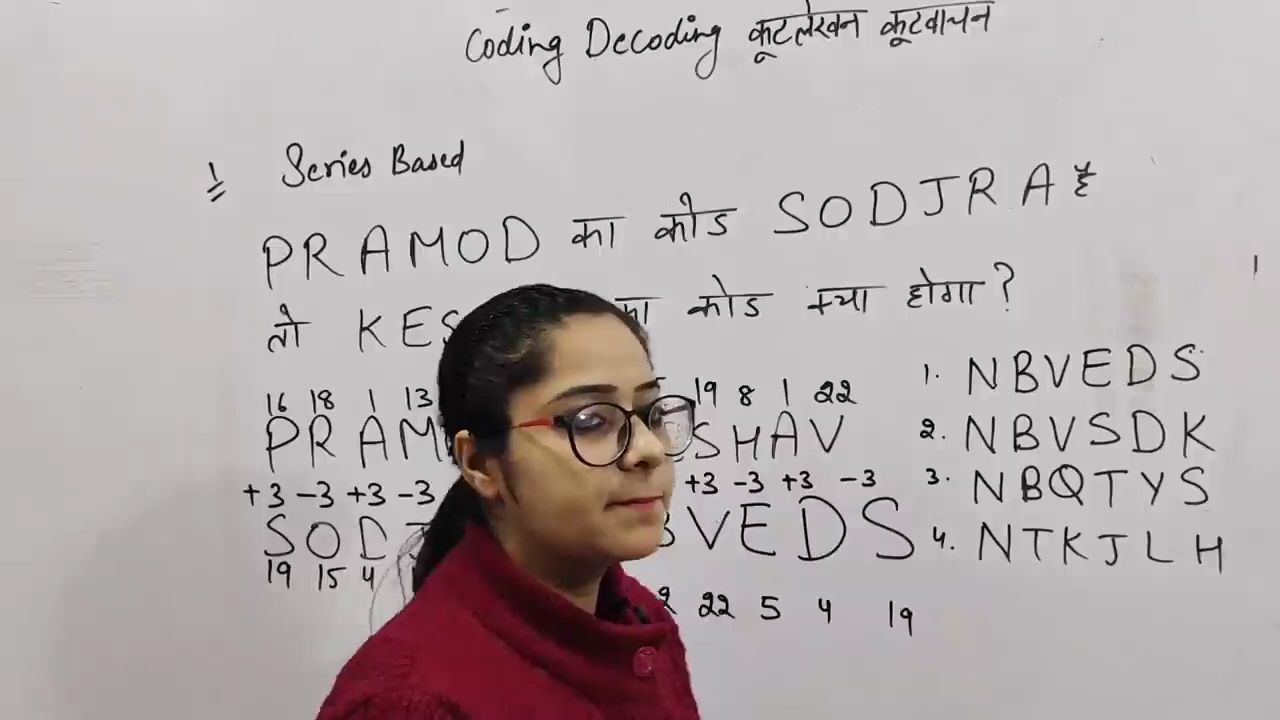 Coding Decoding कूटलेखन कूटवाचन
1 Series Based
PRAMOD का कोड SODJRA है
तो KES का कोड क्या होगा?
16 18 1 13 19 8 1 22
PRAM SHAV
+3 -3 +3 -3 +3 -3 +3 -3
SOD VEDS
19 15 4 2 22 5 4 19
1. NBVEDS
2. NBVSDK
3. NBQTYS
4. NTKJLH